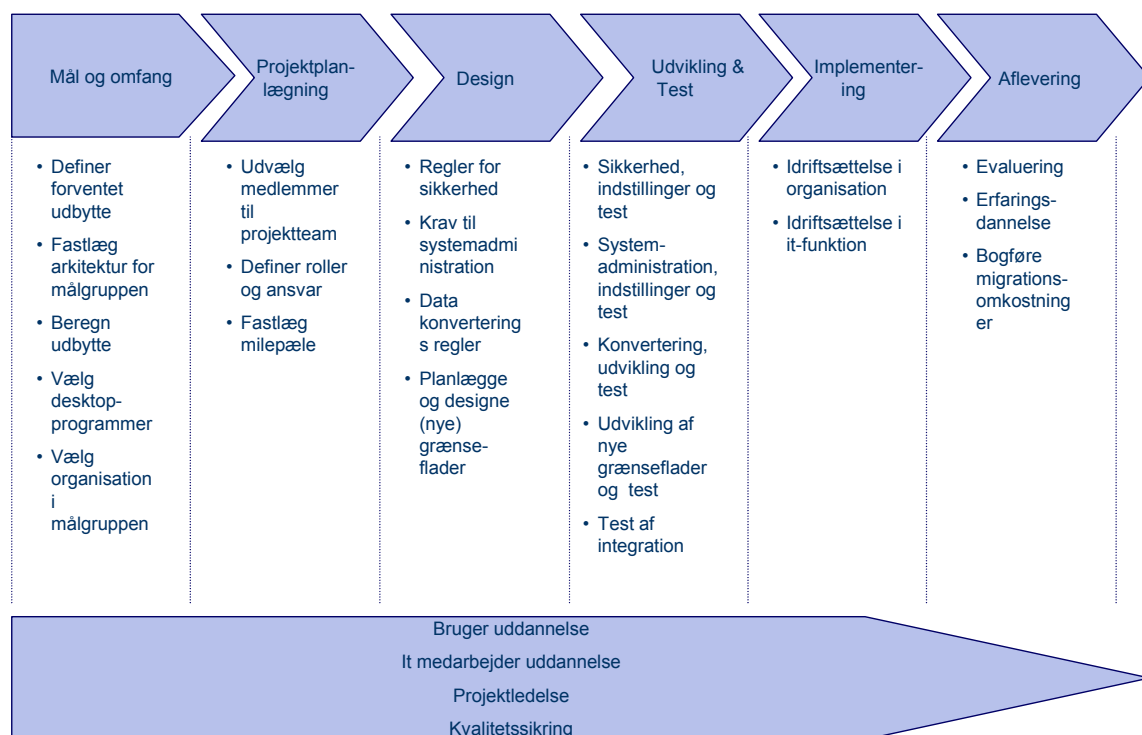 Mål og omfang
Projektplan-
lægning
Design
Udvikling &
Test
Implementer-
ing
Aflevering
• Definer
forventet
udbytte
• Fastlæg
arkitektur for
målgruppen
• Beregn
udbytte
• Vælg
desktop-
programmer
• Vælg
organisation
i
målgruppen
• Udvælg
medlemmer
til
projektteam
• Definer roller
og ansvar
• Fastlæg
milepæle
• Regler for
sikkerhed
• Krav til
systemadmi
nistration
• Data
konvertering
s regler
• Planlægge
og designe
(nye)
grænse-
flader
• Sikkerhed,
indstillinger og
test
• System-
administration,
indstillinger og
test
• Konvertering,
udvikling og
test
• Udvikling af
nye
grænseflader
og test
• Test af
integration
• Idriftsættelse i
organisation
• Idriftsættelse i
it-funktion
• Evaluering
• Erfarings-
dannelse
• Bogføre
migrations-
omkostning
er
Bruger uddannelse
It medarbejder uddannelse
Projektledelse
Kvalitetssikring